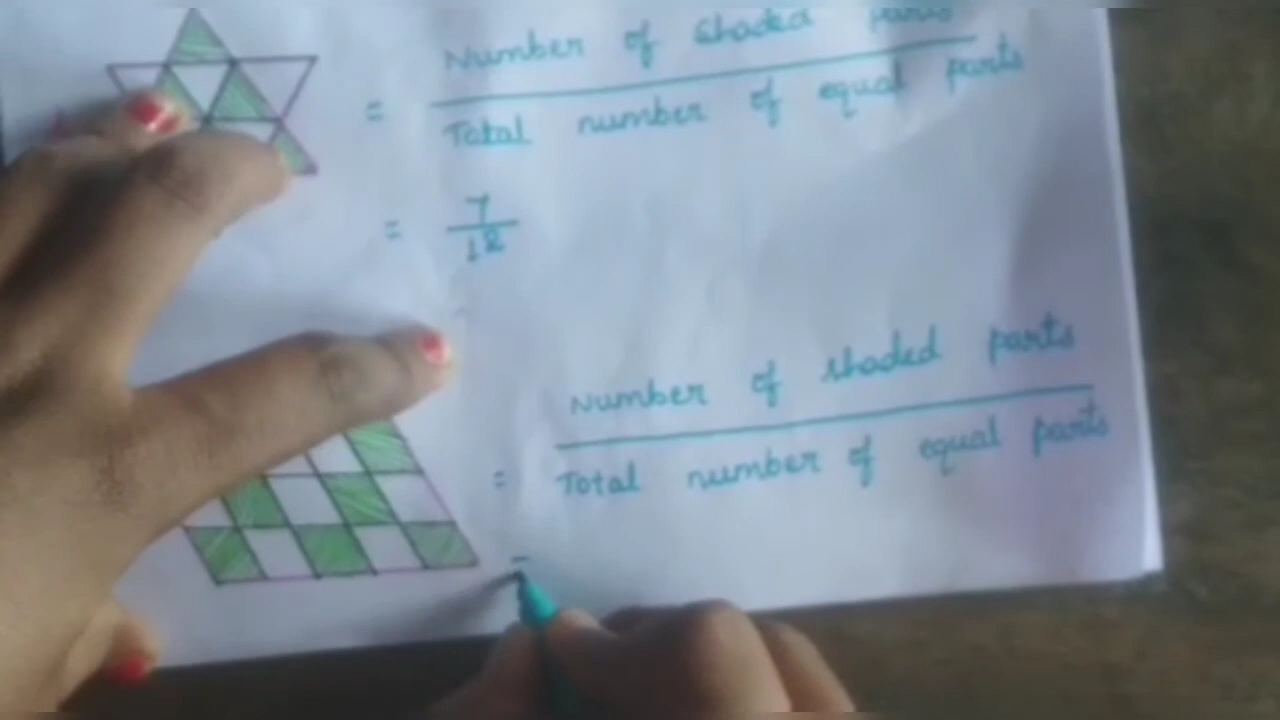 = Number of shaded parts
Total number of equal parts
= 7
12
= Number of shaded parts
Total number of equal parts
=